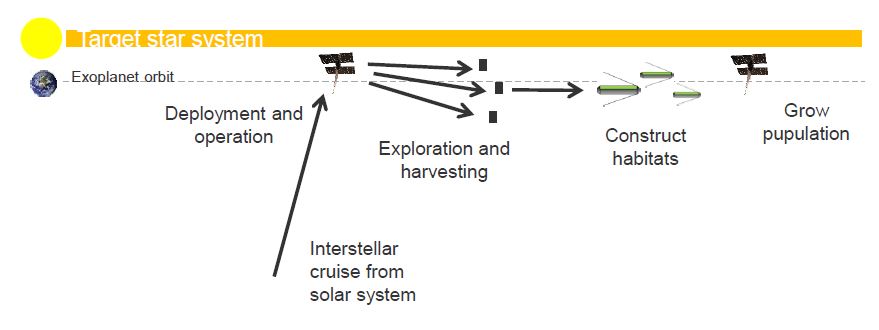 Target star system
Exoplanet orbit
Deployment and
operation
Exploration and
harvesting
Construct
habitats
Grow
pupulation
Interstellar
cruise from
solar system